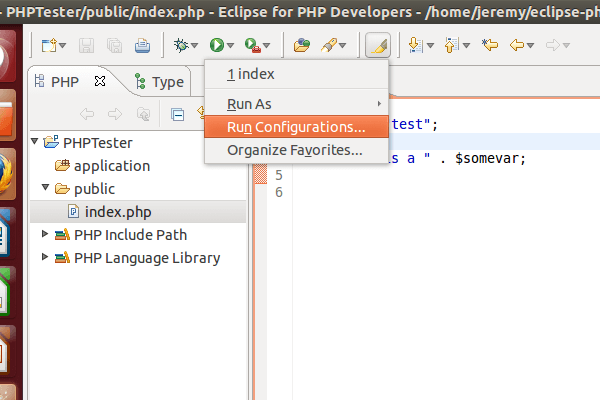 - PHPTester/public/index.php - Eclipse for PHP Developers - /home/jeremy/eclipse-ph
PHP
Type
1 index
Run As
Run Configurations...
Organize Favorites...
PHPTester
application
public
index.php
PHP Include Path
PHP Language Library
test";
s a " . $somevar;
5
6